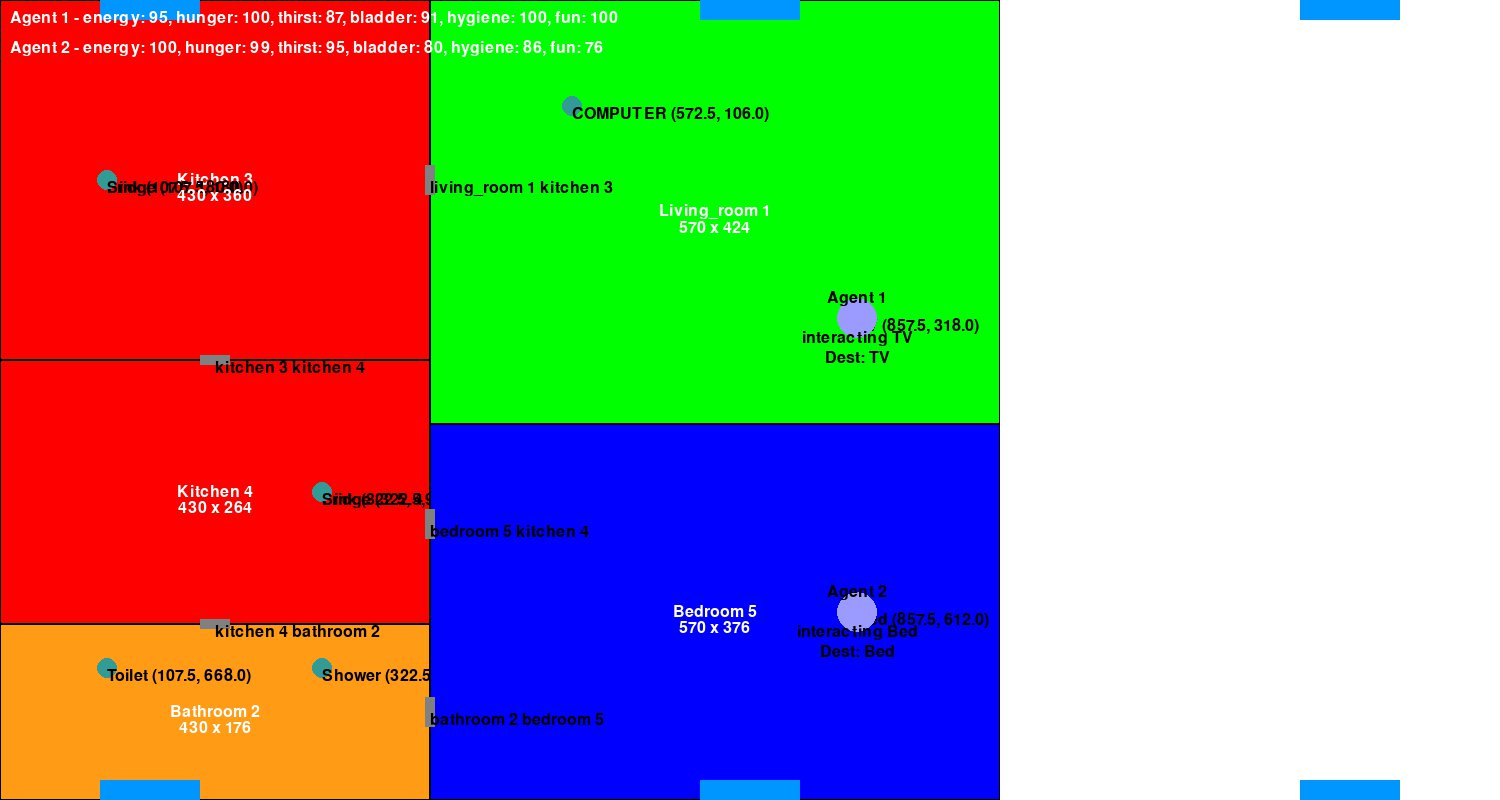 Agent 1 - energy: 95, hunger: 100, thirst: 87, bladder: 91, hygiene: 100, fun: 100
Agent 2 - energy: 100, hunger: 99, thirst: 95, bladder: 80, hygiene: 86, fun: 76
COMPUTER (572.5, 106.0)
Kitchen 3
430 x 360
living_room 1 kitchen 3
Living_room 1
570 x 424
Agent 1
(857.5, 318.0)
interacting TV
Dest: TV
kitchen 3 kitchen 4
Kitchen 4
430 x 264
bedroom 5 kitchen 4
Agent 2
(857.5, 612.0)
interacting Bed
Dest: Bed
Bedroom 5
570 x 376
kitchen 4 bathroom 2
Toilet (107.5, 668.0)
Shower (322.5
Bathroom 2
430 x 176
bathroom 2 bedroom 5